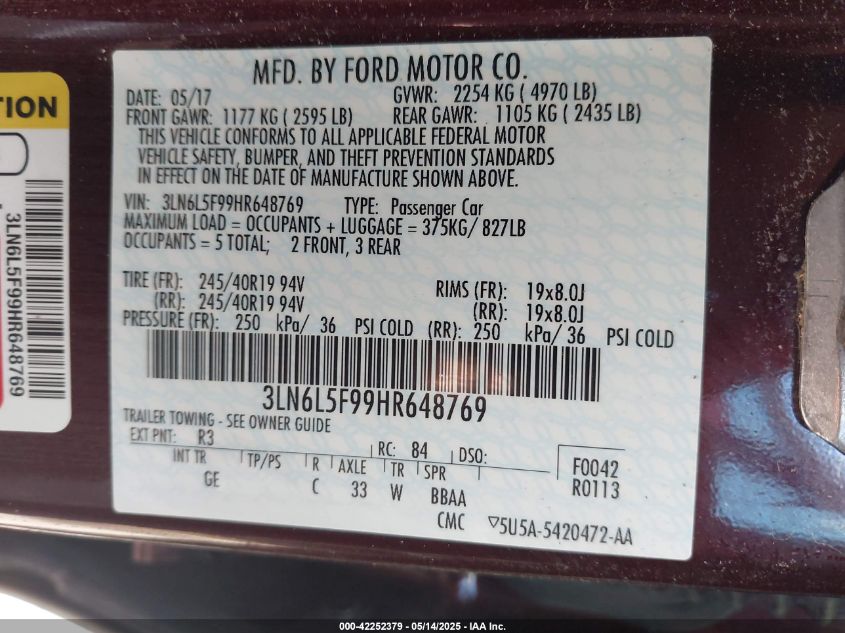 TION
3LN6L5F99HR648769
MFD. BY FORD MOTOR CO.
DATE: 05/17 GVWR: 2254 KG ( 4970 LB)
FRONT GAWR: 1177 KG ( 2595 LB) REAR GAWR: 1105 KG ( 2435 LB)
THIS VEHICLE CONFORMS TO ALL APPLICABLE FEDERAL MOTOR
VEHICLE SAFETY, BUMPER, AND THEFT PREVENTION STANDARDS
IN EFFECT ON THE DATE OF MANUFACTURE SHOWN ABOVE.
VIN: 3LN6L5F99HR648769 TYPE: Passenger Car
MAXIMUM LOAD = OCCUPANTS + LUGGAGE = 375KG/ 827LB
OCCUPANTS = 5 TOTAL; 2 FRONT, 3 REAR
TIRE (FR): 245/40R19 94V RIMS (FR): 19x8.0J
(RR): 245/40R19 94V (RR): 19x8.0J
PRESSURE (FR): 250 kPa/ 36 PSI COLD (RR): 250 kPa/ 36 PSI COLD
3LN6L5F99HR648769
TRAILER TOWING - SEE OWNER GUIDE
EXT PNT: R3 RC: 84 DSO: F0042
INT TR TP/PS R AXLE TR SPR R0113
GE C 33 W BBAA
CMC ▽5U5A-5420472-AA
000-42252379 — 05/14/2025 — IAA Inc.